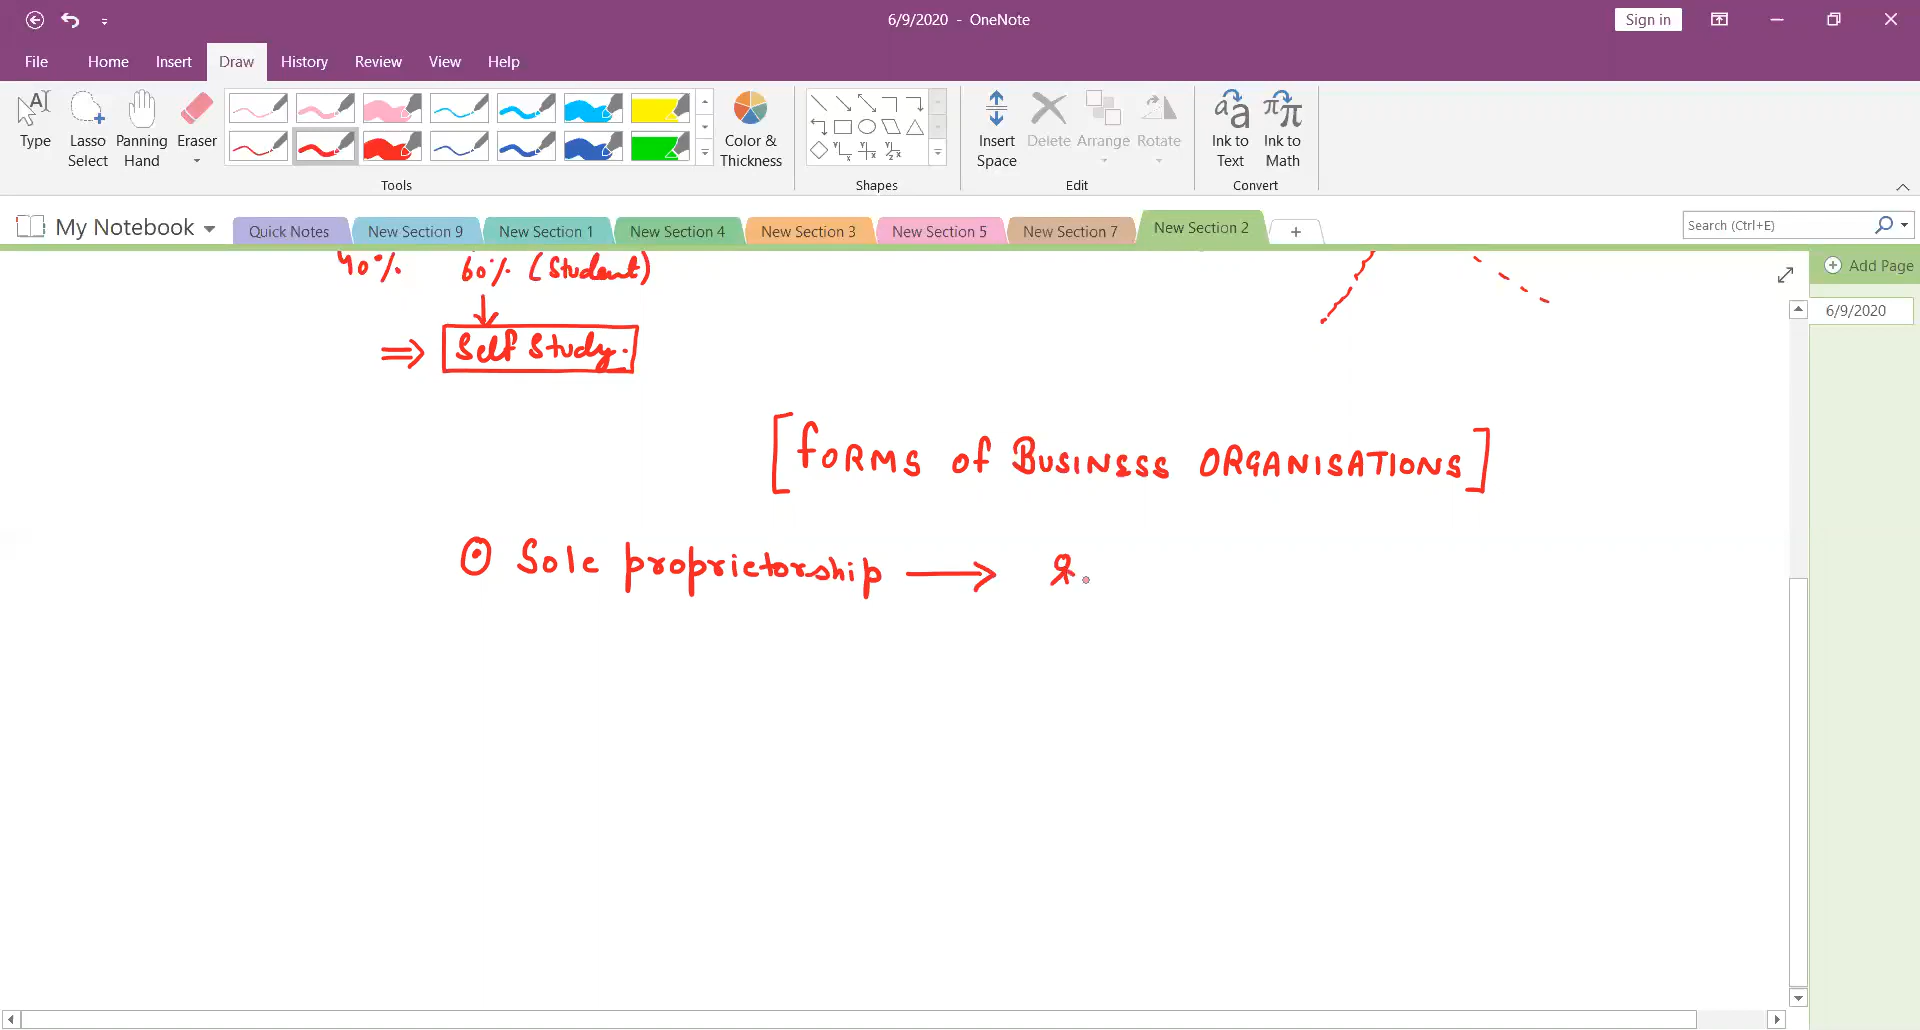 6/9/2020 - OneNote
Sign in
File Home Insert Draw History Review View Help
Type
Lasso Select
Panning Hand
Eraser
Color & Thickness
Insert Space
Delete
Arrange
Rotate
Ink to Text
Ink to Math
Tools
Shapes
Edit
Convert
My Notebook
Quick Notes
New Section 9
New Section 1
New Section 4
New Section 3
New Section 5
New Section 7
New Section 2
Search (Ctrl+E)
Add Page
6/9/2020
40% 60% (Student)
⇒ Self Study.
[FORMS of BUSINESS ORGANISATIONS]
Sole proprietorship →